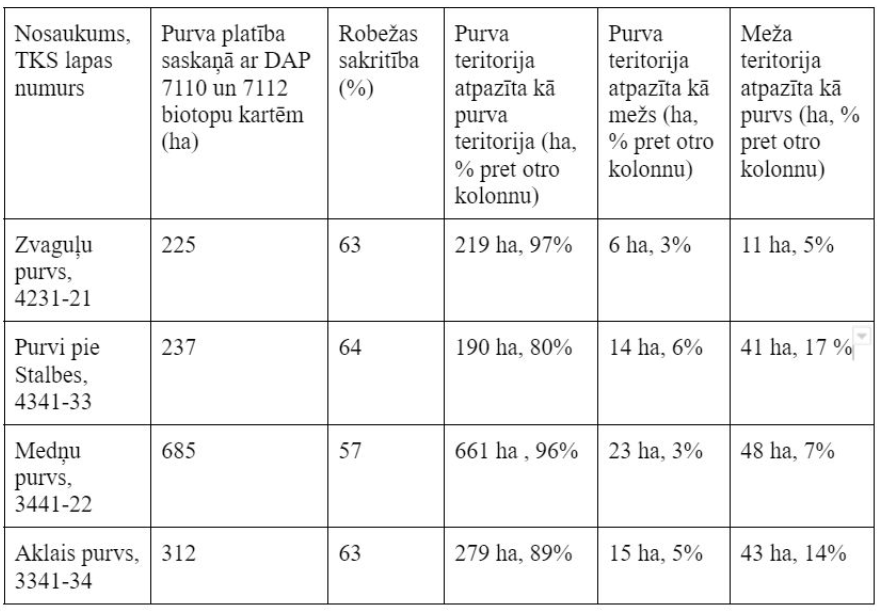 Nosaukums,
TKS lapas
numurs
Purva platība
saskaņā ar DAP
7110 un 7112
biotopu kartēm
(ha)
Robežas
sakritība
(%)
Purva
teritorija
atpazīta kā
purva
teritorija (ha,
% pret otro
kolonnu)
Purva
teritorija
atpazīta kā
mežs (ha,
% pret otro
kolonnu)
Meža
teritorija
atpazīta kā
purvs (ha, %
pret otro
kolonnu)
Zvaguļu
purvs,
4231-21
225
63
219 ha, 97%
6 ha, 3%
11 ha, 5%
Purvi pie
Stalbes,
4341-33
237
64
190 ha, 80%
14 ha, 6%
41 ha, 17 %
Medņu
purvs,
3441-22
685
57
661 ha , 96%
23 ha, 3%
48 ha, 7%
Aklais purvs,
3341-34
312
63
279 ha, 89%
15 ha, 5%
43 ha, 14%